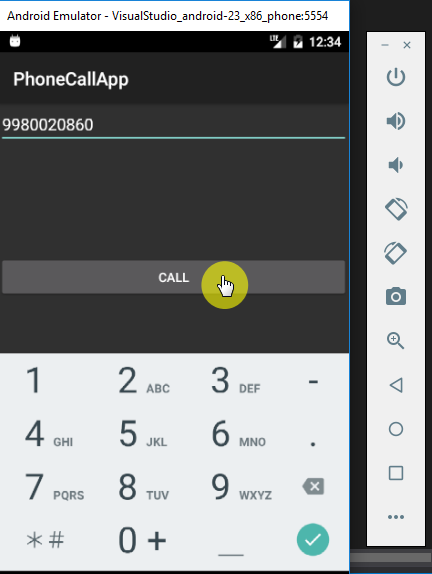 Android Emulator - VisualStudio_android-23_x86_phone:5554
LTE 12:34
PhoneCallApp
9980020860
CALL
1 2 ABC 3 DEF -
4 GHI 5 JKL 6 MNO .
7 PQRS 8 TUV 9 WXYZ
*# 0 + _